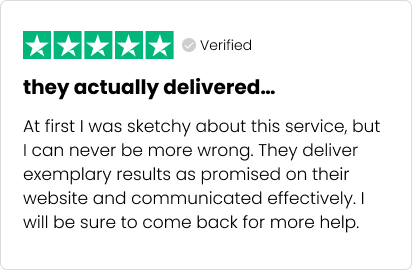 Verified
they actually delivered...
At first I was sketchy about this service, but
I can never be more wrong. They deliver
exemplary results as promised on their
website and communicated effectively. I
will be sure to come back for more help.